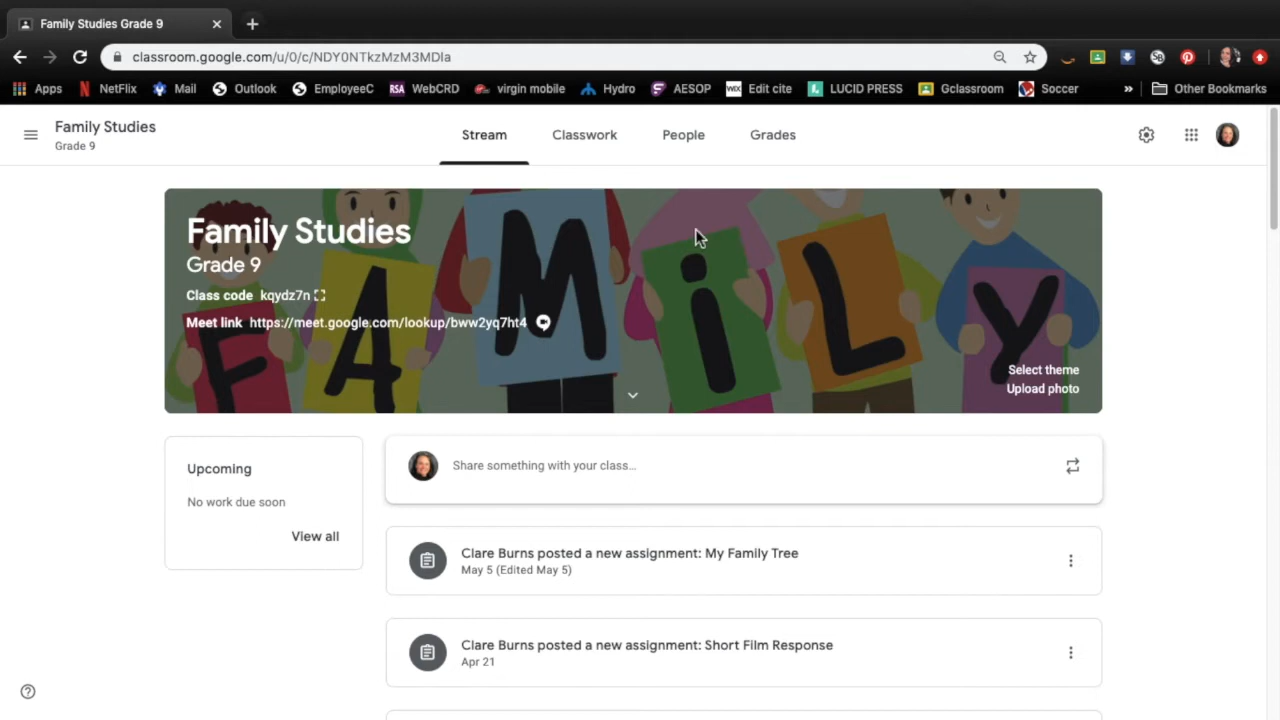 Family Studies Grade 9
classroom.google.com/u/0/c/NDY0NTkzMzM3MDIa
Apps NetFlix Mail Outlook EmployeeC RSA WebCRD virgin mobile Hydro AESOP WIX Edit cite LUCID PRESS Gclassroom Soccer » Other Bookmarks
Family Studies
Grade 9
Stream Classwork People Grades
Family Studies
Grade 9
Class code kqydz7n
Meet link https://meet.google.com/lookup/bww2yq7ht4
FAMiLY
Select theme
Upload photo
Upcoming
No work due soon
View all
Share something with your class...
Clare Burns posted a new assignment: My Family Tree
May 5 (Edited May 5)
Clare Burns posted a new assignment: Short Film Response
Apr 21